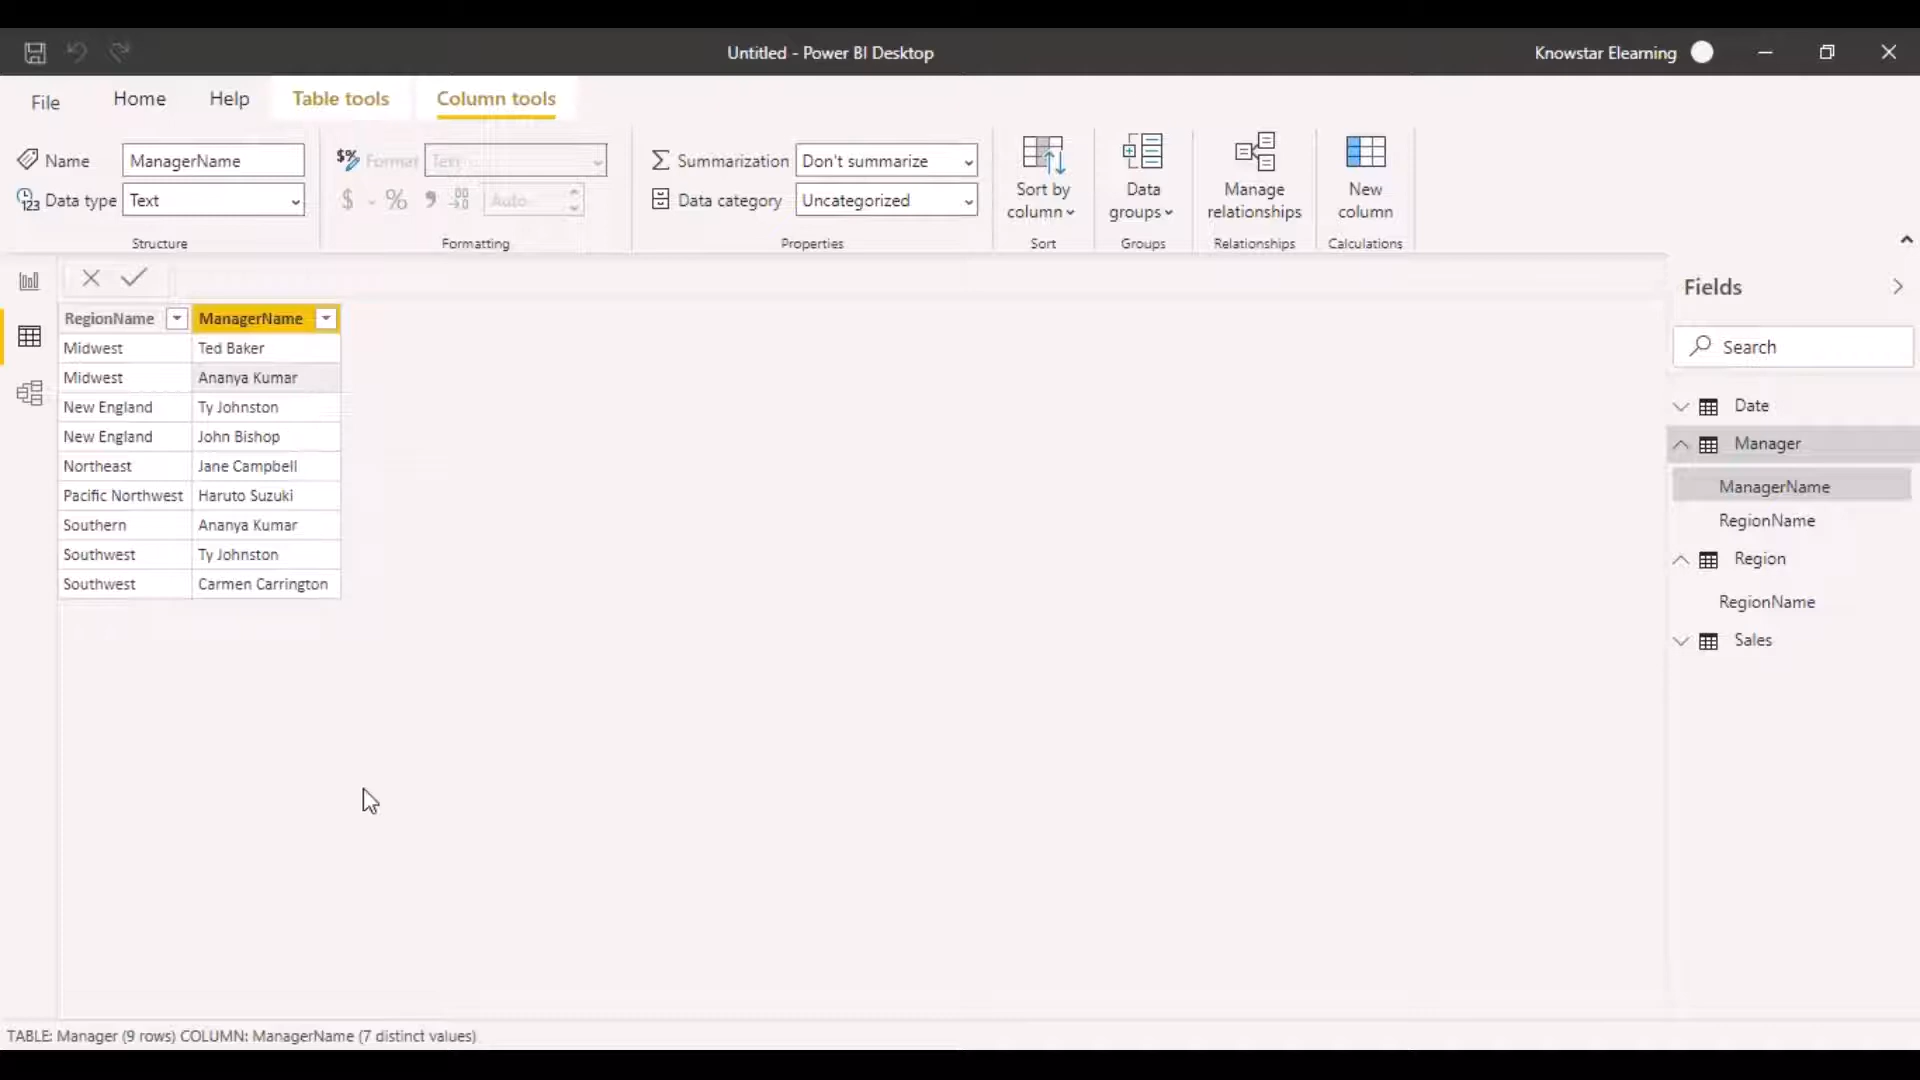 Untitled - Power BI Desktop
Knowstar Elearning
File Home Help Table tools Column tools
Name ManagerName
$% Format Text
Summarization Don't summarize
Data type Text
$ % Auto
Data category Uncategorized
Sort by column
Data groups
Manage relationships
New column
Structure Formatting Properties Sort Groups Relationships Calculations
Fields
Search
RegionName ManagerName
Midwest Ted Baker
Midwest Ananya Kumar
New England Ty Johnston
New England John Bishop
Northeast Jane Campbell
Pacific Northwest Haruto Suzuki
Southern Ananya Kumar
Southwest Ty Johnston
Southwest Carmen Carrington
Date
Manager
ManagerName
RegionName
Region
RegionName
Sales
TABLE: Manager (9 rows) COLUMN: ManagerName (7 distinct values)